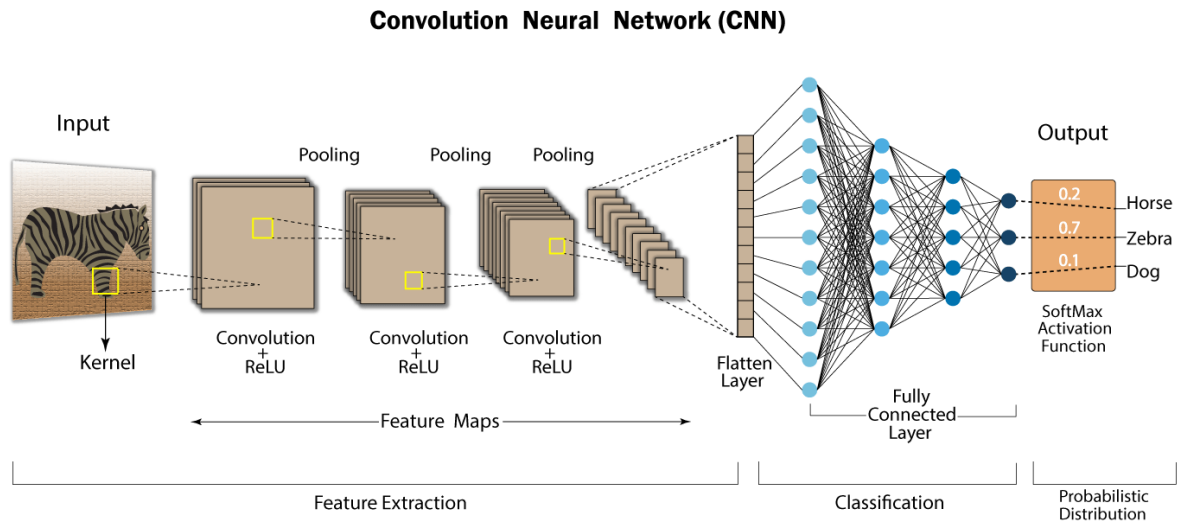 Convolution Neural Network (CNN)
Input
Output
Pooling
Pooling
Pooling
0.2
Horse
0.7
Zebra
0.1
Dog
Kernel
Convolution
+
ReLU
Convolution
+
ReLU
Convolution
+
ReLU
Flatten
Layer
SoftMax
Activation
Function
Fully
Connected
Layer
Feature Maps
Feature Extraction
Classification
Probabilistic
Distribution